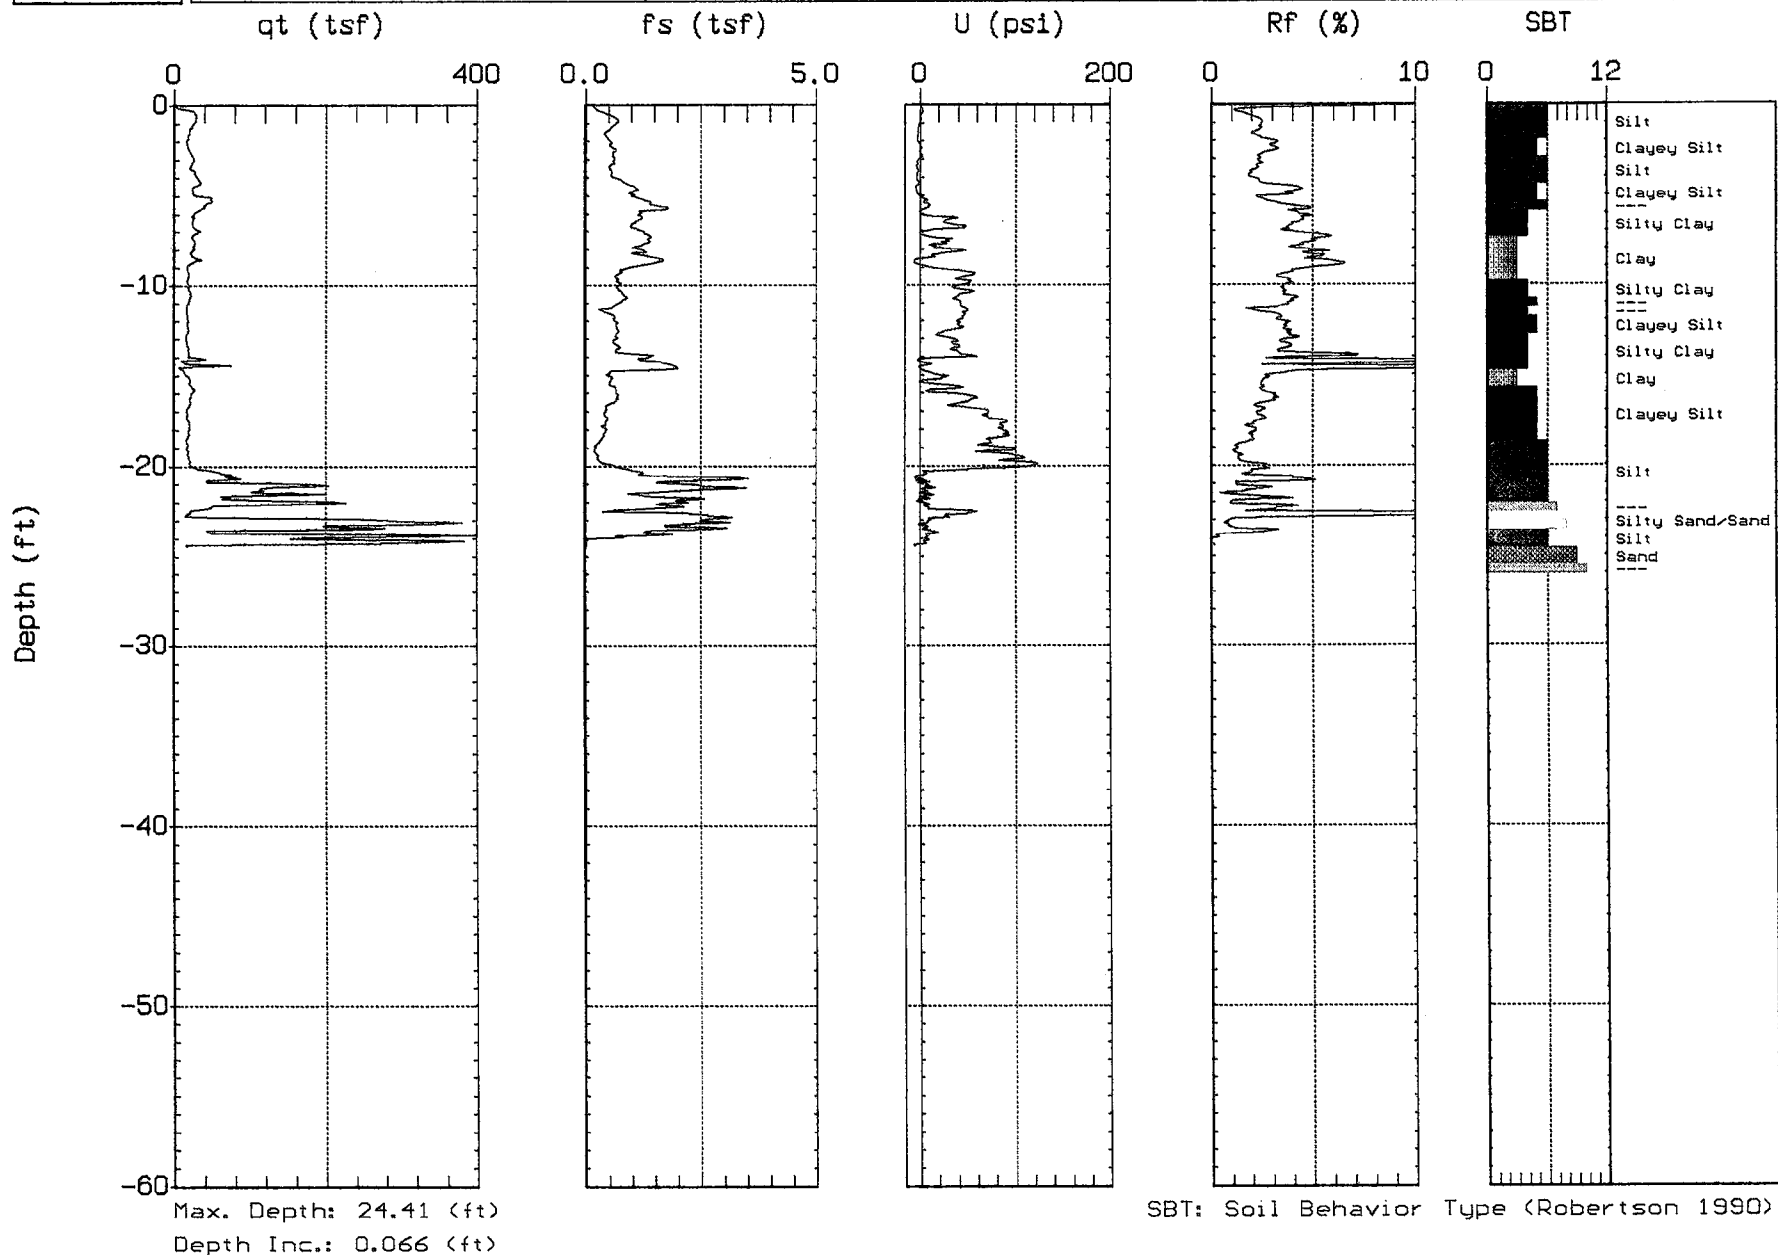 qt (tsf) fs (tsf) U (psi) Rf (%) SBT
0 400 0.0 5.0 0 200 0 10 0 12
0
-10
-20
-30
-40
-50
-60
Depth (ft)
Silt
Clayey Silt
Silt
Clayey Silt
---
Silty Clay
Clay
Silty Clay
---
Clayey Silt
Silty Clay
Clay
Clayey Silt
Silt
---
Silty Sand/Sand
Silt
Sand
---
Max. Depth: 24.41 (ft)
Depth Inc.: 0.066 (ft)
SBT: Soil Behavior Type (Robertson 1990)